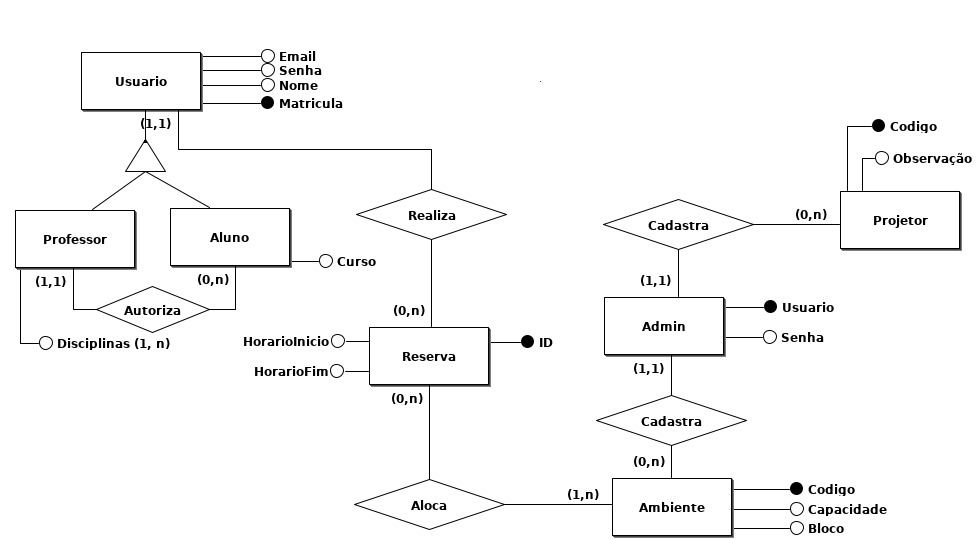 Usuario
Email
Senha
Nome
Matricula
(1,1)
Codigo
Observação
Projetor
(0,n)
Cadastra
Realiza
Professor
Aluno
Curso
(1,1)
(0,n)
Autoriza
Disciplinas (1, n)
(1,1)
Admin
Usuario
Senha
(0,n)
HorarioInicio
HorarioFim
Reserva
ID
(1,1)
(0,n)
Cadastra
(0,n)
Aloca
(1,n)
Ambiente
Codigo
Capacidade
Bloco